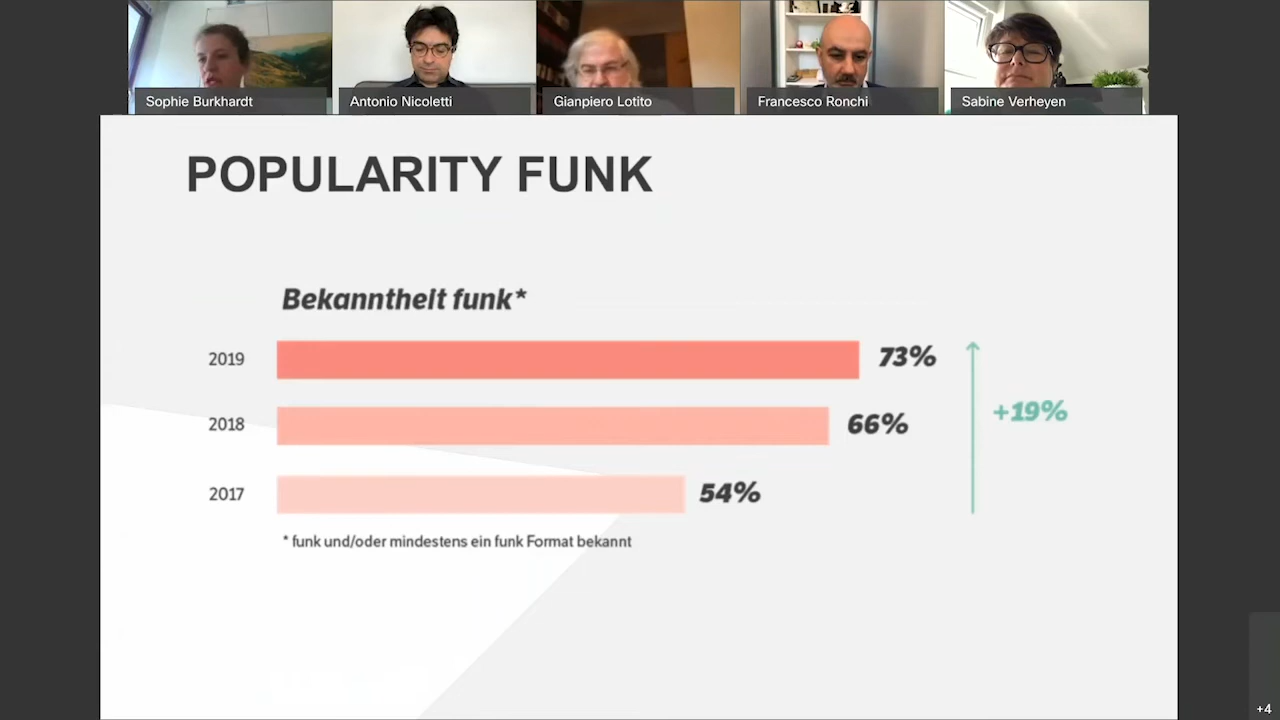 Sophie Burkhardt
Antonio Nicoletti
Gianpiero Lotito
Francesco Ronchi
Sabine Verheyen
POPULARITY FUNK
Bekanntheit funk*
2019
73%
2018
66%
+19%
2017
54%
* funk und/oder mindestens ein funk Format bekannt
+4